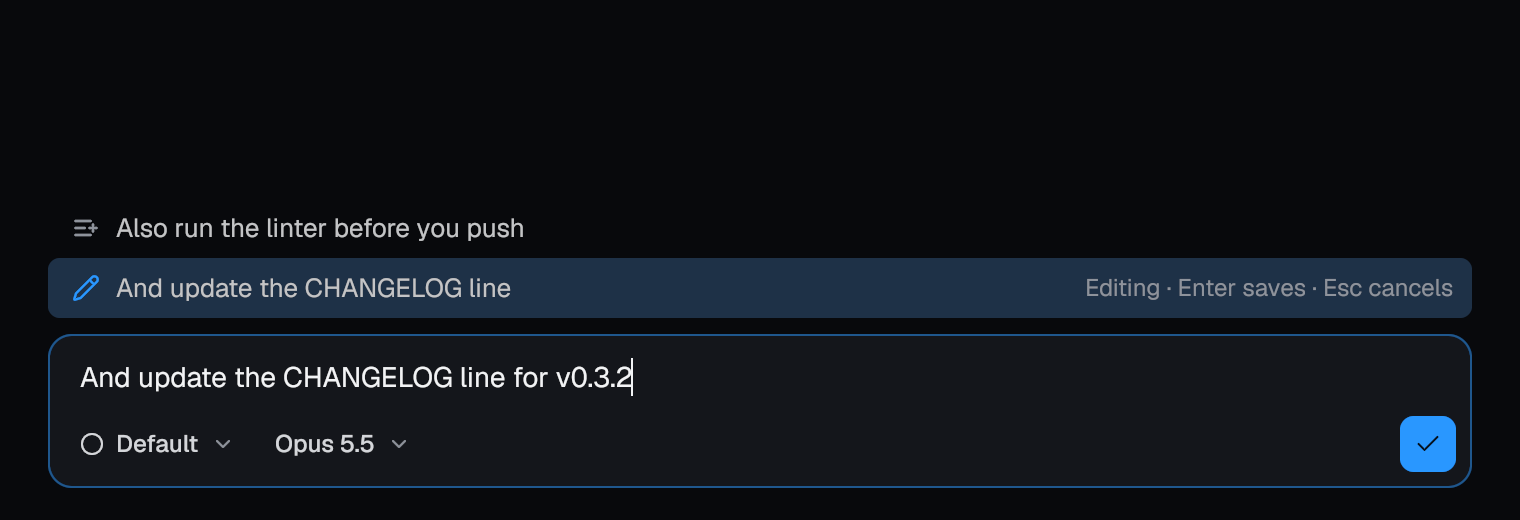 Also run the linter before you push
And update the CHANGELOG line
Editing · Enter saves · Esc cancels
And update the CHANGELOG line for v0.3.2
Default
Opus 5.5